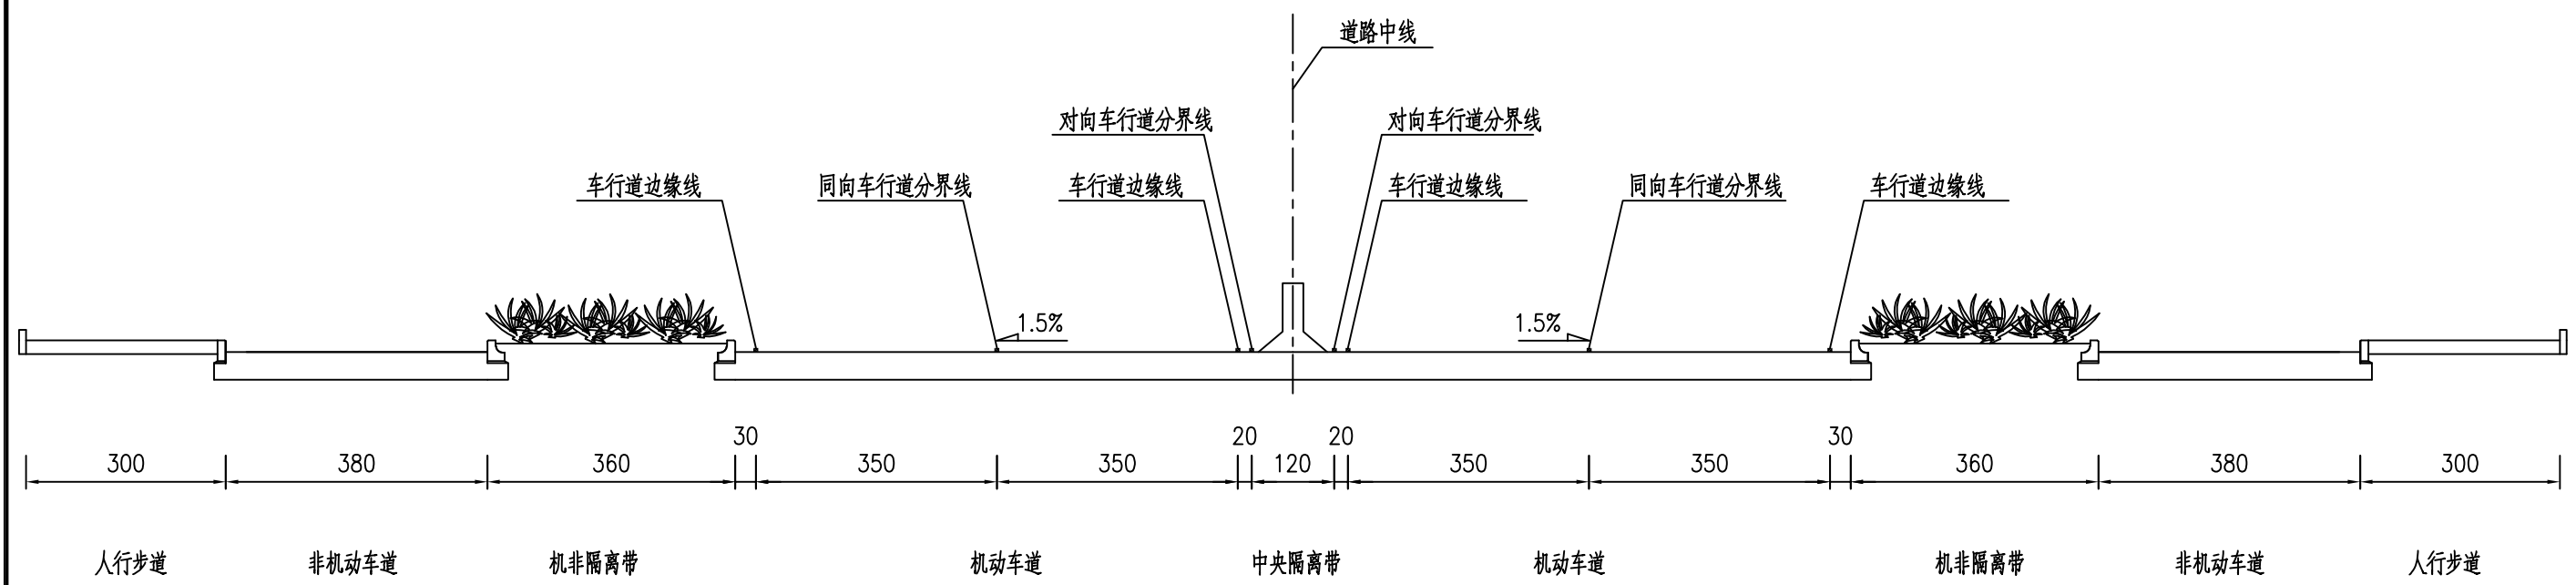 道路中线
对向车行道分界线 对向车行道分界线
车行道边缘线 同向车行道分界线 车行道边缘线 车行道边缘线 同向车行道分界线 车行道边缘线
1.5% 1.5%
30 20 20 30
300 380 360 350 350 120 350 350 360 380 300
人行步道 非机动车道 机非隔离带 机动车道 中央隔离带 机动车道 机非隔离带 非机动车道 人行步道